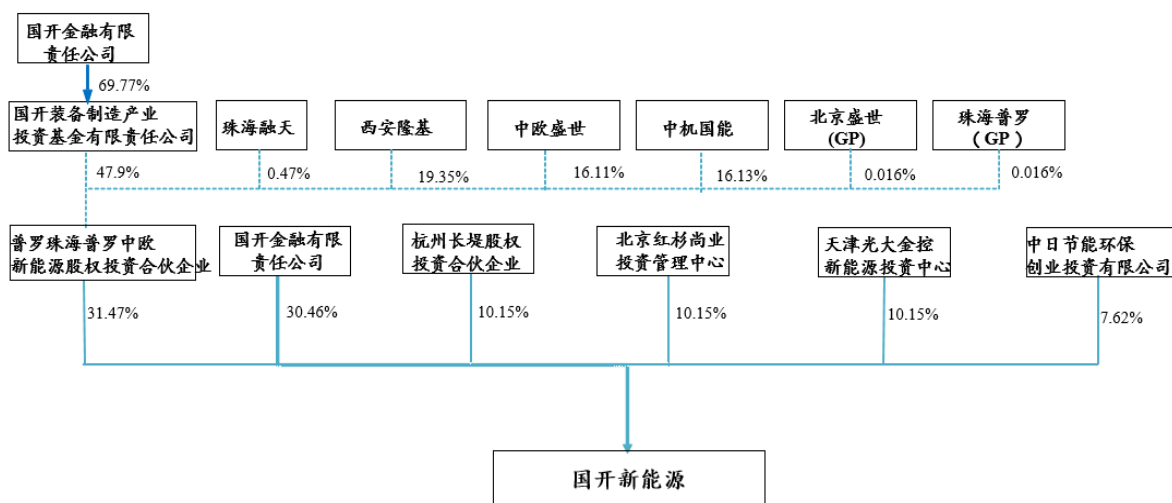 国开金融有限
责任公司
69.77%
国开装备制造产业
投资基金有限责任公司
珠海融天
西安隆基
中欧盛世
中机国能
北京盛世
(GP)
珠海普罗
（GP）
47.9%
0.47%
19.35%
16.11%
16.13%
0.016%
0.016%
普罗珠海普罗中欧
新能源股权投资合伙企业
国开金融有限
责任公司
杭州长堤股权
投资合伙企业
北京红杉尚业
投资管理中心
天津光大金控
新能源投资中心
中日节能环保
创业投资有限公司
31.47%
30.46%
10.15%
10.15%
10.15%
7.62%
国开新能源